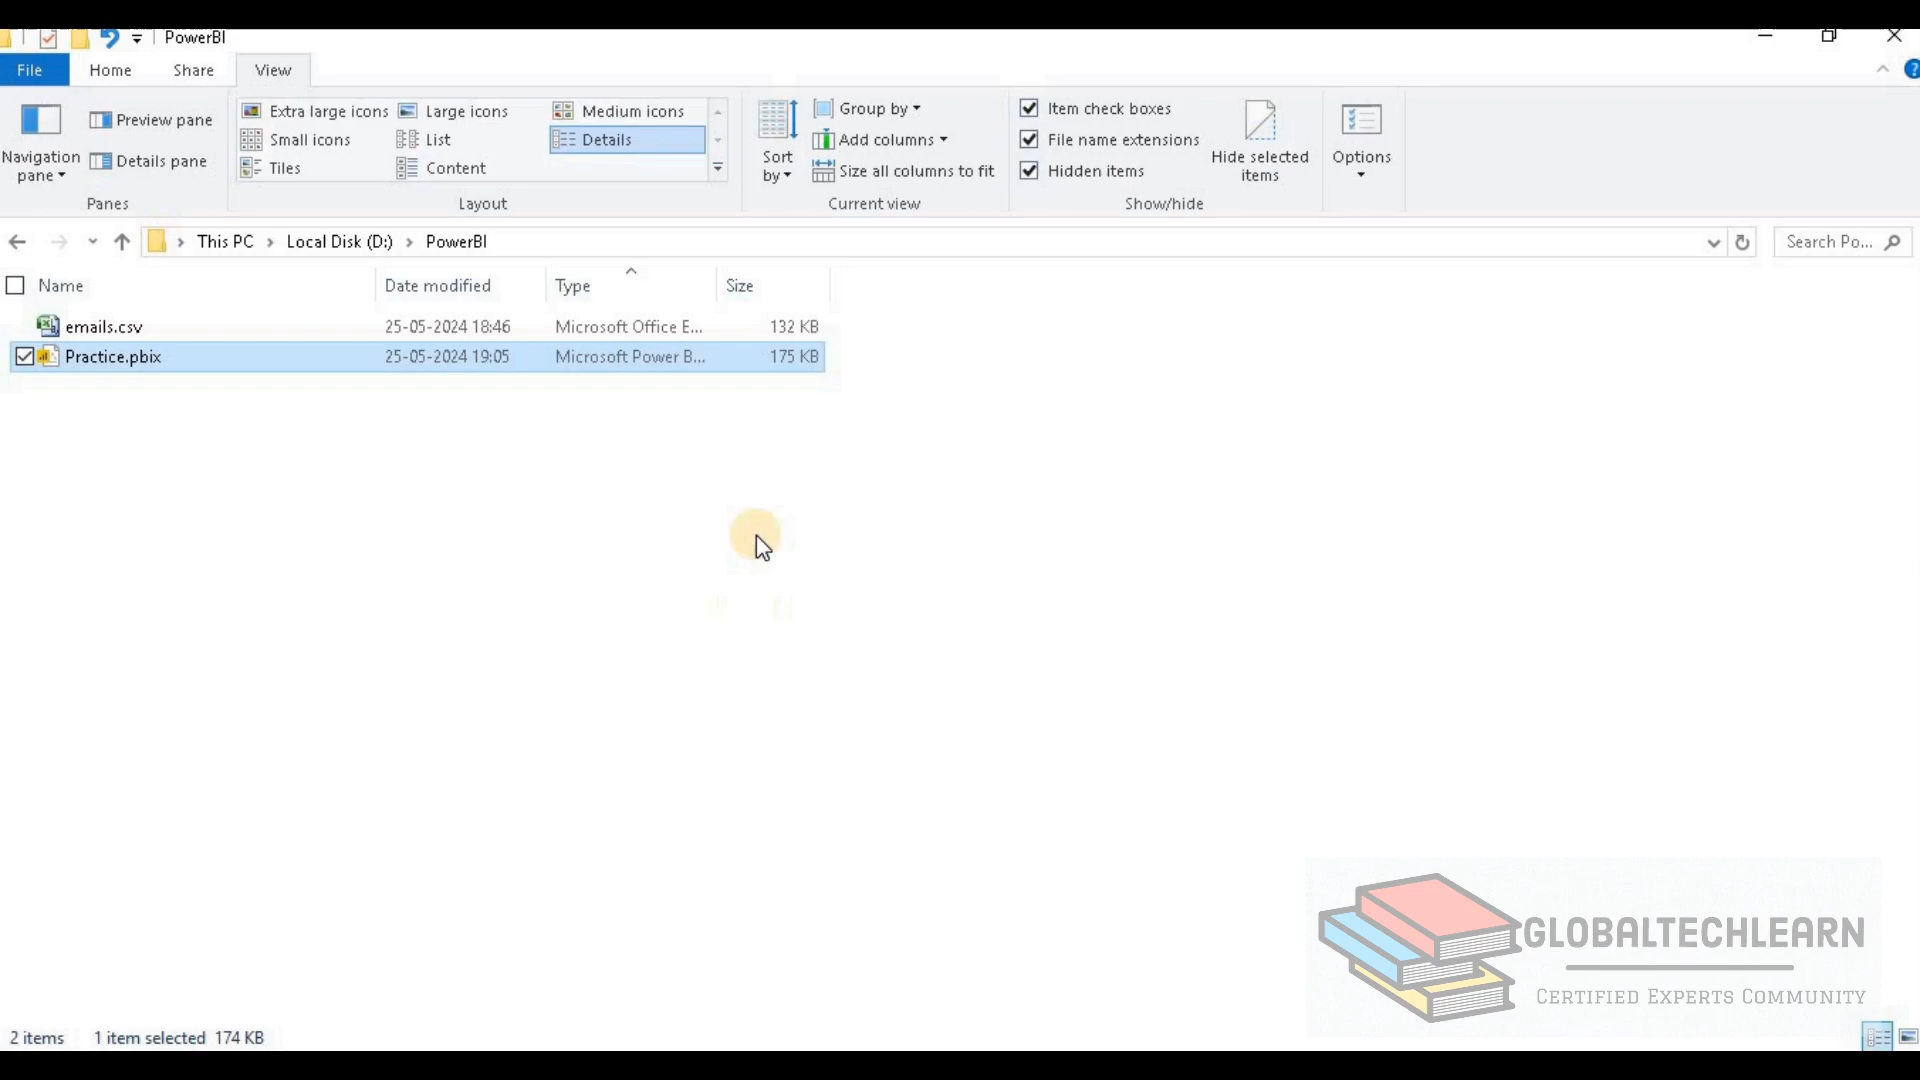 PowerBI
File Home Share View
Extra large icons Large icons Medium icons
Small icons List Details
Tiles Content
Navigation pane
Preview pane
Details pane
Panes
Layout
Sort by
Group by
Add columns
Size all columns to fit
Current view
Item check boxes
File name extensions
Hidden items
Hide selected items
Show/hide
Options
This PC > Local Disk (D:) > PowerBI
Search Po...
Name Date modified Type Size
emails.csv 25-05-2024 18:46 Microsoft Office E... 132 KB
Practice.pbix 25-05-2024 19:05 Microsoft Power B... 175 KB
GLOBALTECHLEARN
CERTIFIED EXPERTS COMMUNITY
2 items 1 item selected 174 KB